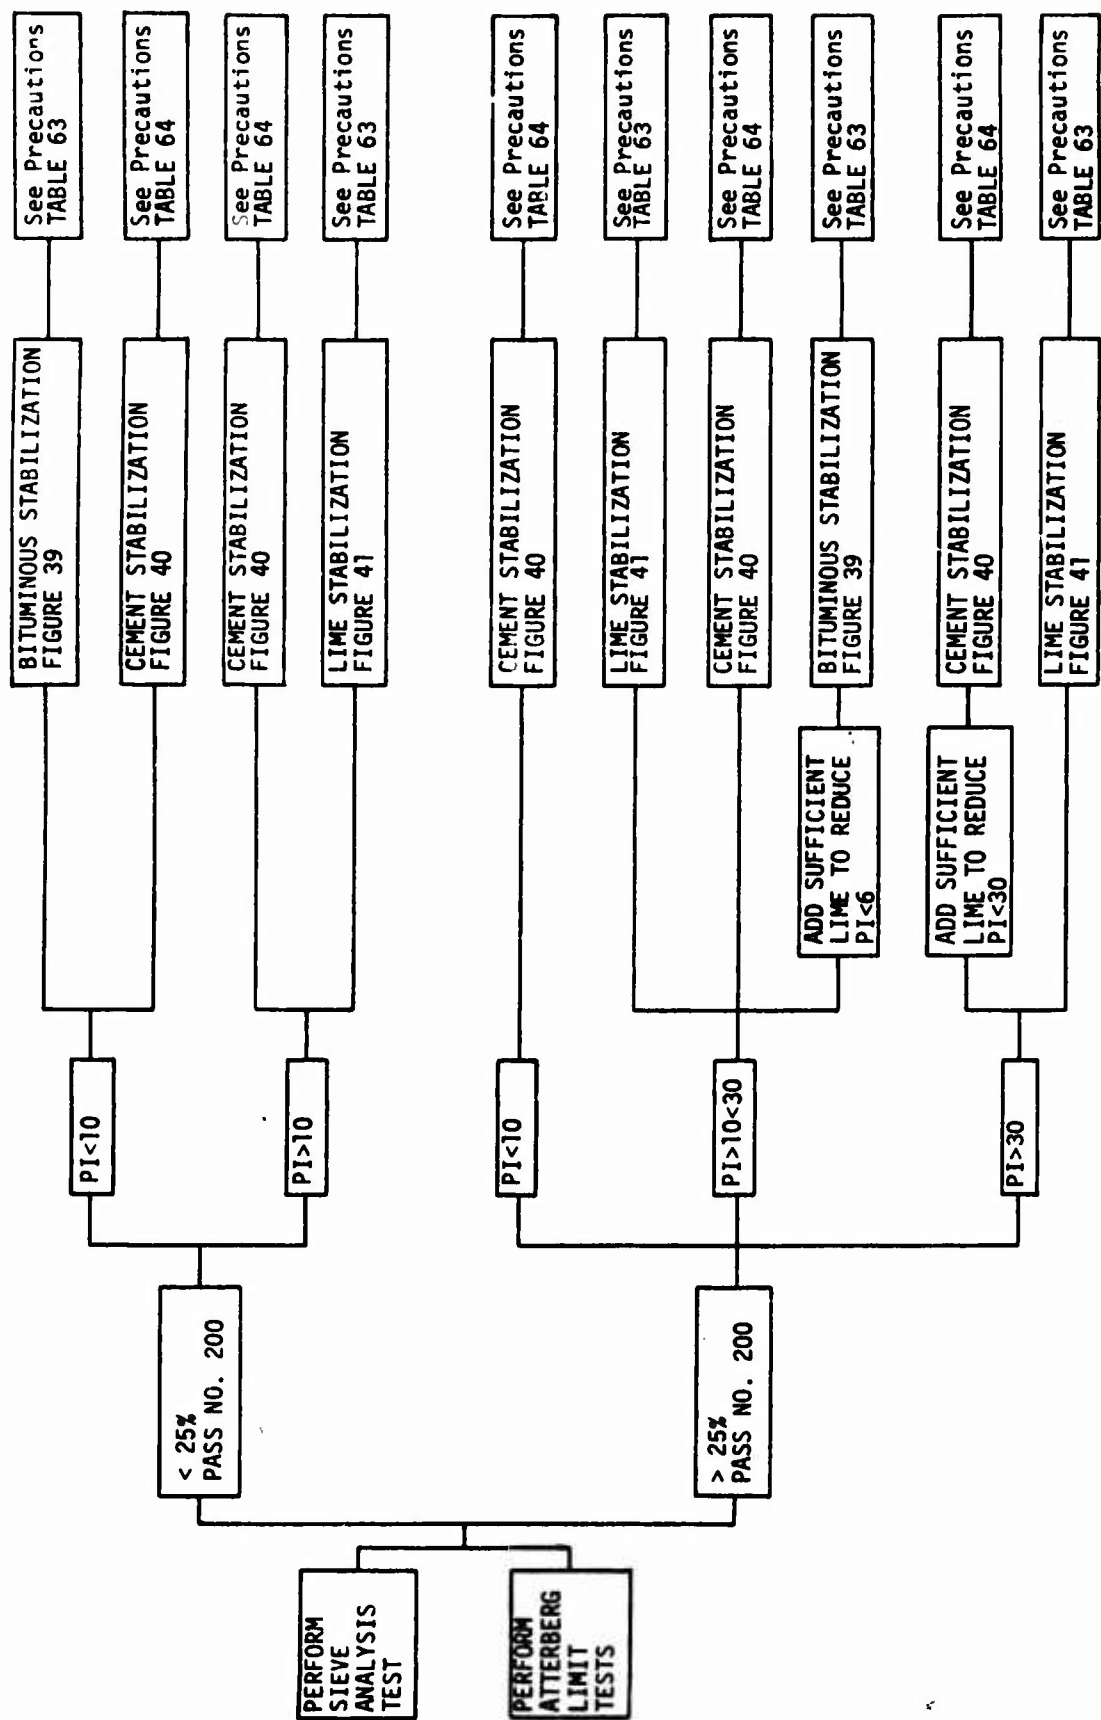 PERFORM
SIEVE
ANALYSIS
TEST
PERFORM
ATTERBERG
LIMIT
TESTS
< 25%
PASS NO. 200
> 25%
PASS NO. 200
PI<10
PI>10
PI<10
PI>10<30
PI>30
ADD SUFFICIENT
LIME TO REDUCE
PI<6
ADD SUFFICIENT
LIME TO REDUCE
PI<30
BITUMINOUS STABILIZATION
FIGURE 39
CEMENT STABILIZATION
FIGURE 40
CEMENT STABILIZATION
FIGURE 40
LIME STABILIZATION
FIGURE 41
CEMENT STABILIZATION
FIGURE 40
LIME STABILIZATION
FIGURE 41
CEMENT STABILIZATION
FIGURE 40
BITUMINOUS STABILIZATION
FIGURE 39
CEMENT STABILIZATION
FIGURE 40
LIME STABILIZATION
FIGURE 41
See Precautions
TABLE 63
See Precautions
TABLE 64
See Precautions
TABLE 64
See Precautions
TABLE 63
See Precautions
TABLE 64
See Precautions
TABLE 63
See Precautions
TABLE 64
See Precautions
TABLE 63
See Precautions
TABLE 64
See Precautions
TABLE 63